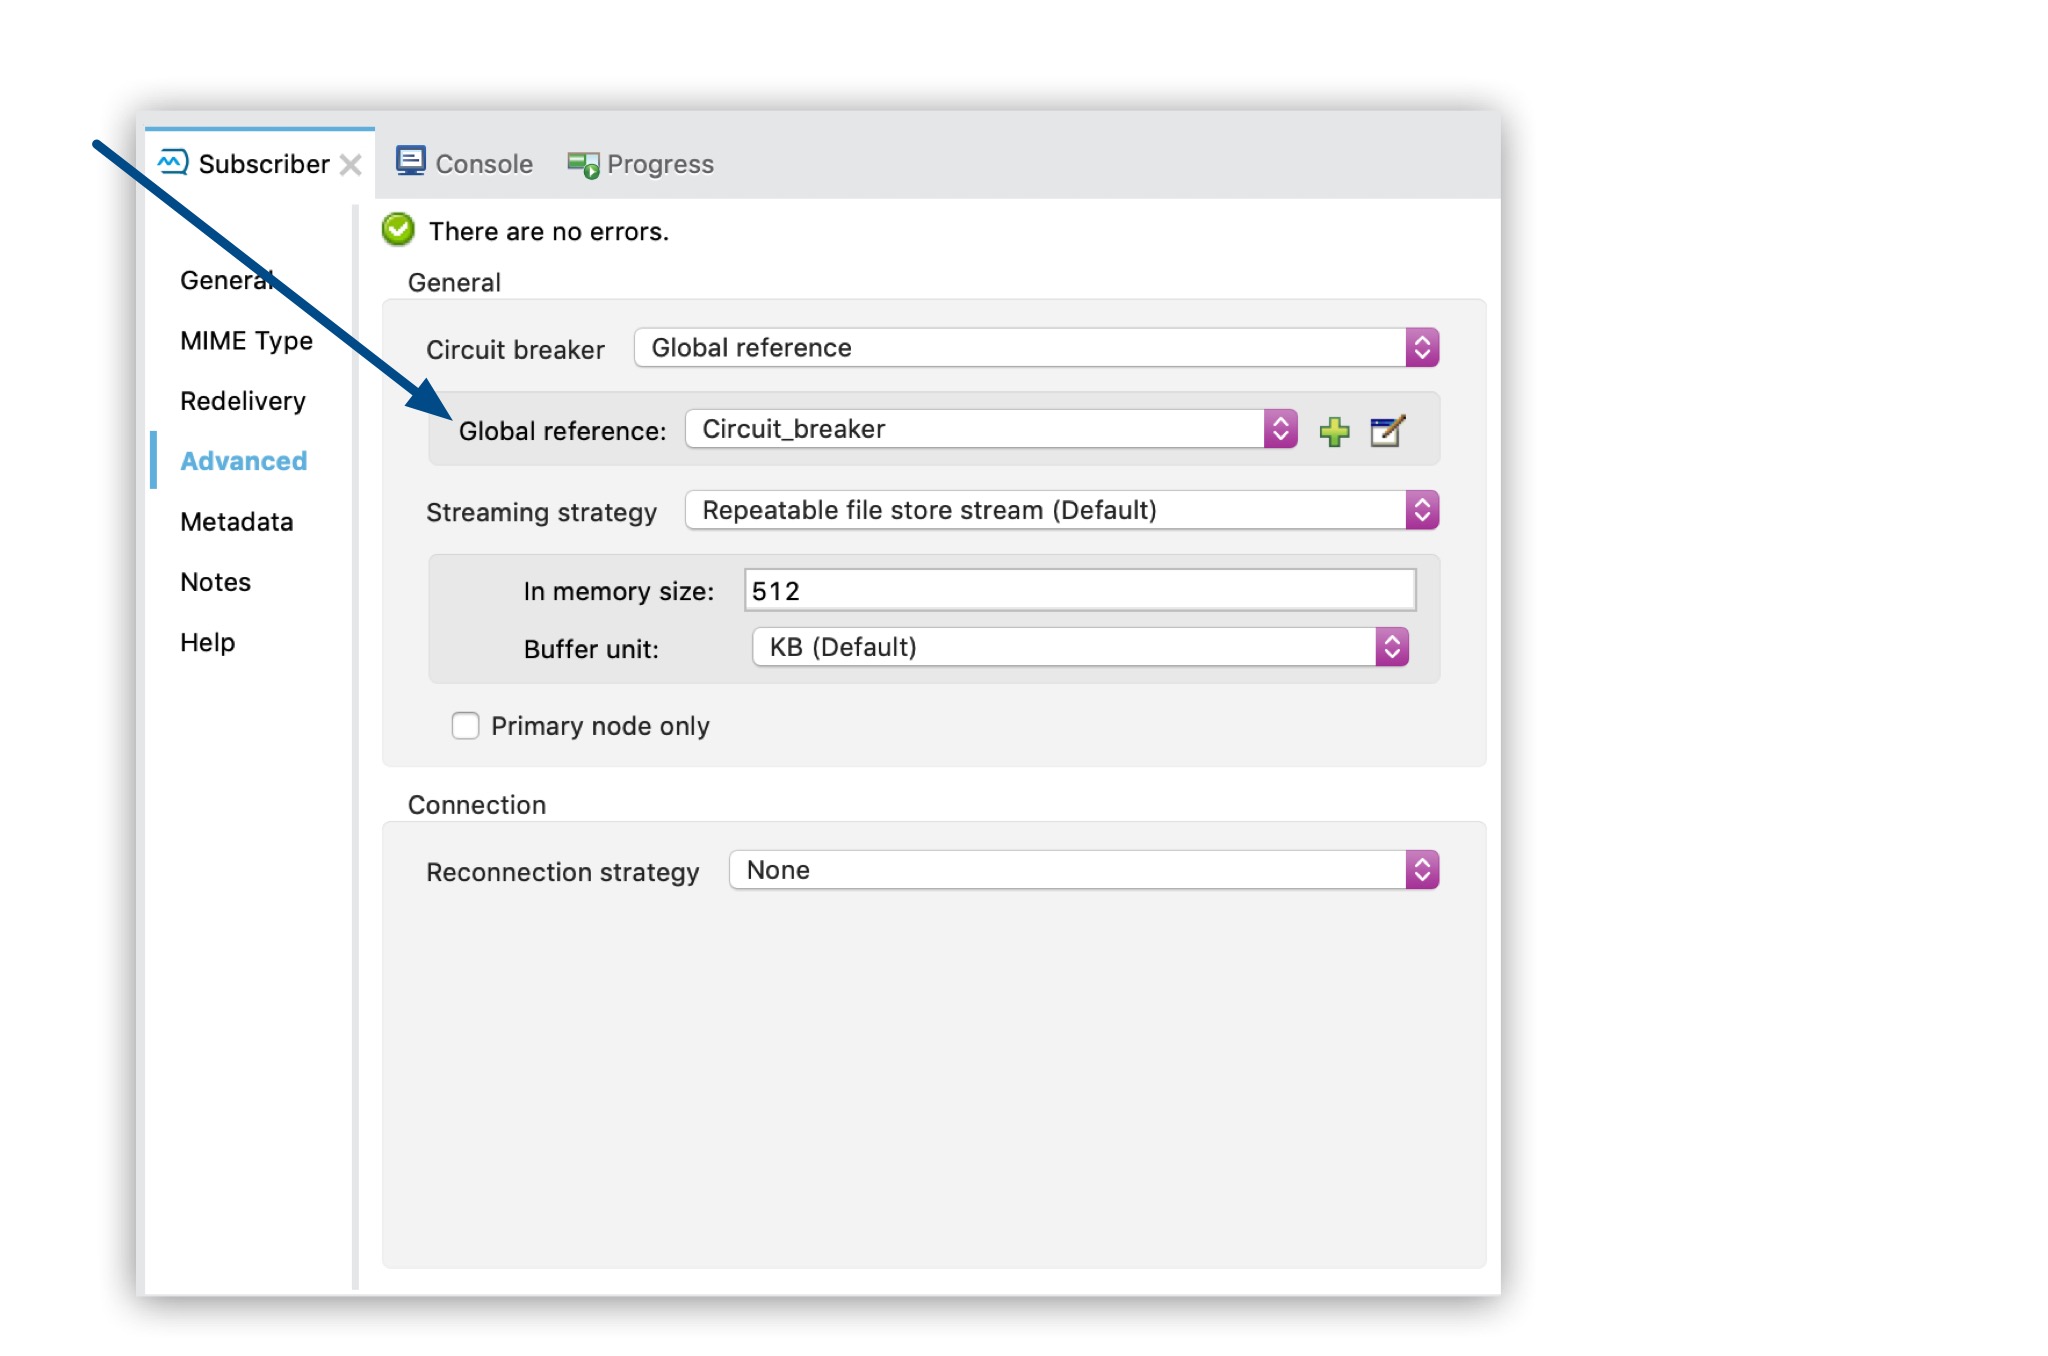 Subscriber Console Progress
There are no errors.
General
MIME Type
Redelivery
Advanced
Metadata
Notes
Help
General
Circuit breaker Global reference
Global reference: Circuit_breaker
Streaming strategy Repeatable file store stream (Default)
In memory size: 512
Buffer unit: KB (Default)
Primary node only
Connection
Reconnection strategy None